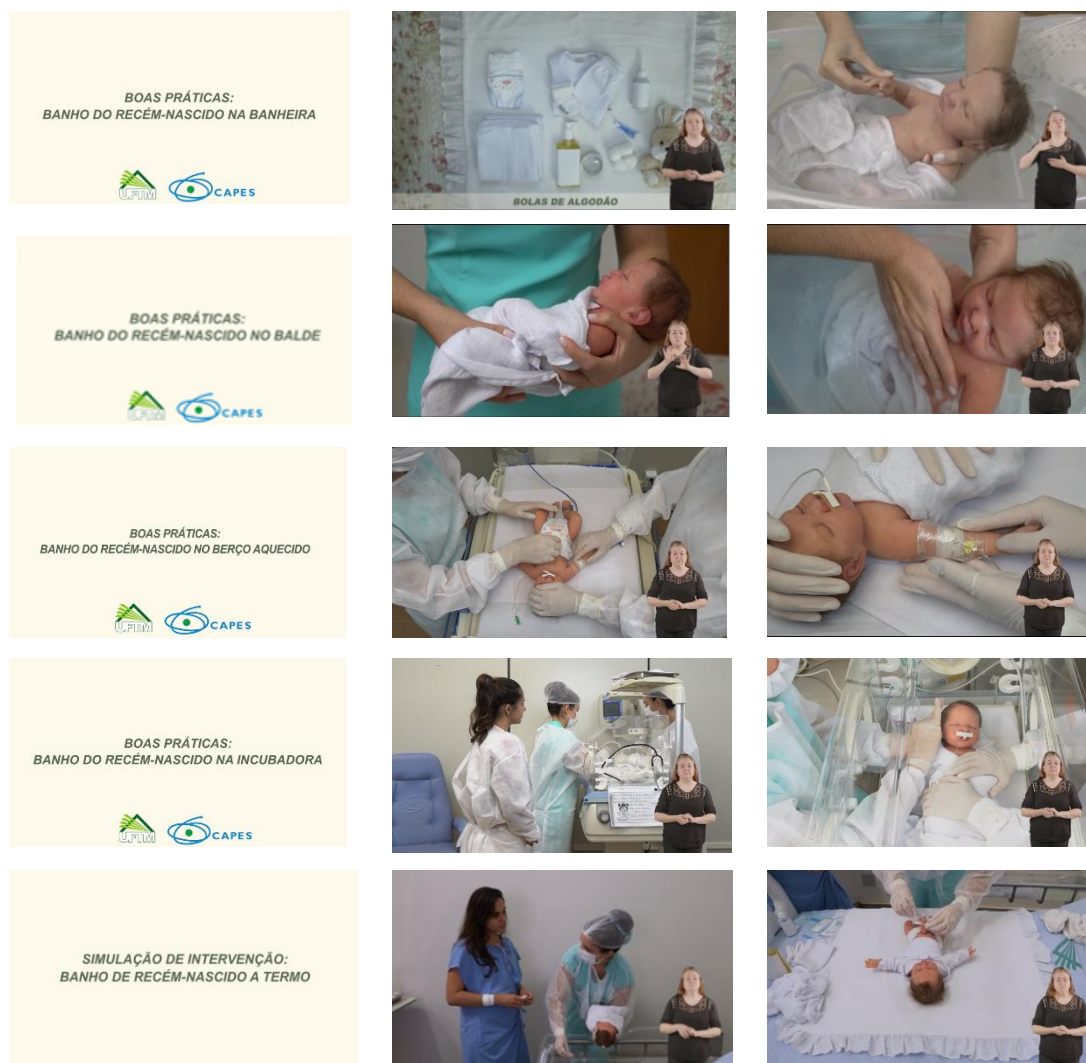 BOAS PRÁTICAS:
BANHO DO RECÉM-NASCIDO NA BANHEIRA
UFTM CAPES
BOLAS DE ALGODÃO
BOAS PRÁTICAS:
BANHO DO RECÉM-NASCIDO NO BALDE
UFTM CAPES
BOAS PRÁTICAS:
BANHO DO RECÉM-NASCIDO NO BERÇO AQUECIDO
UFTM CAPES
BOAS PRÁTICAS:
BANHO DO RECÉM-NASCIDO NA INCUBADORA
UFTM CAPES
SIMULAÇÃO DE INTERVENÇÃO:
BANHO DE RECÉM-NASCIDO A TERMO